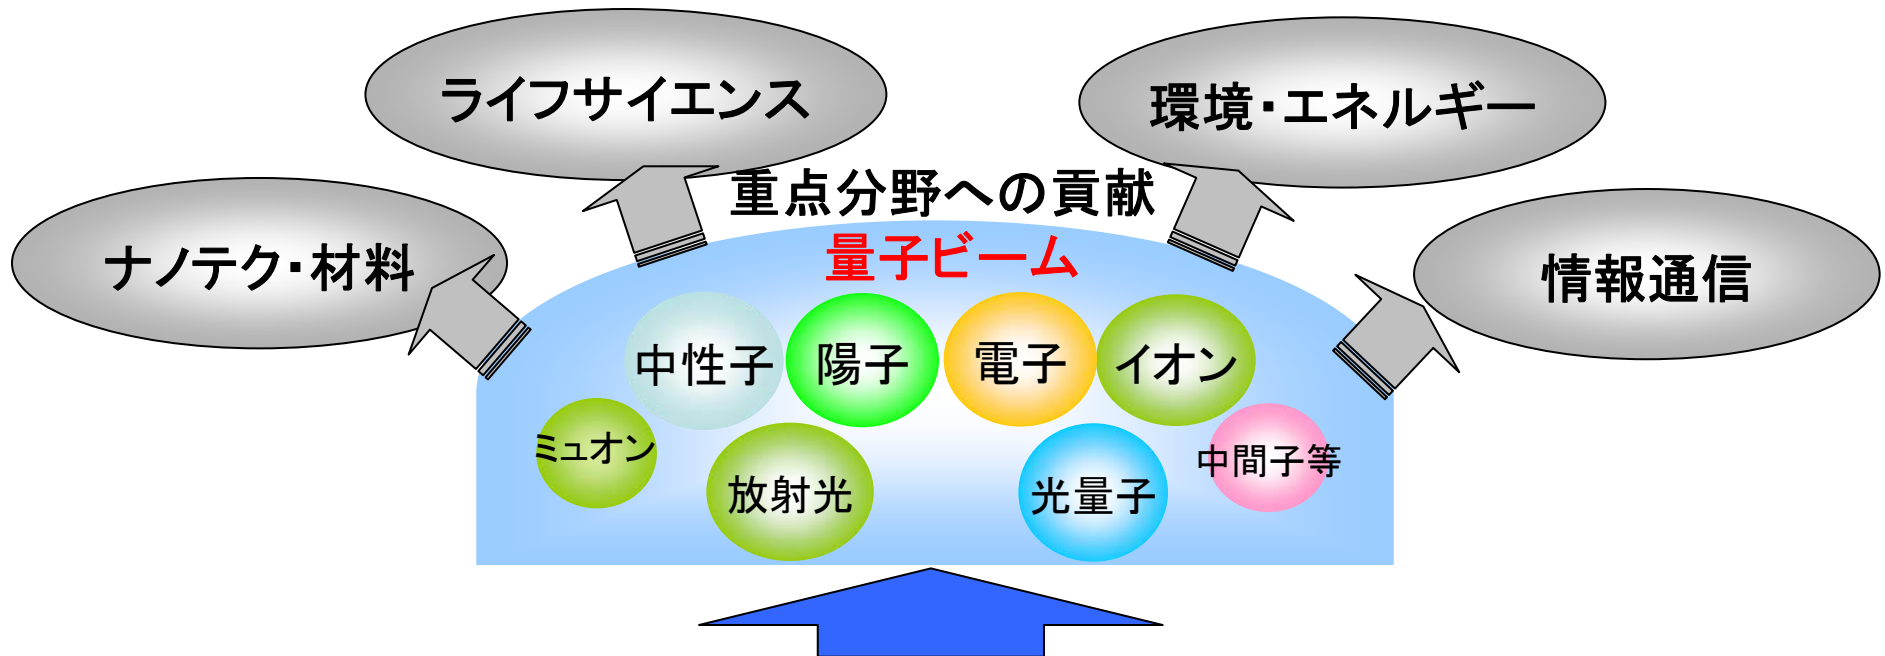 ライフサイエンス
環境・エネルギー
ナノテク・材料
情報通信
重点分野への貢献
量子ビーム
中性子
陽子
電子
イオン
ミュオン
放射光
光量子
中間子等